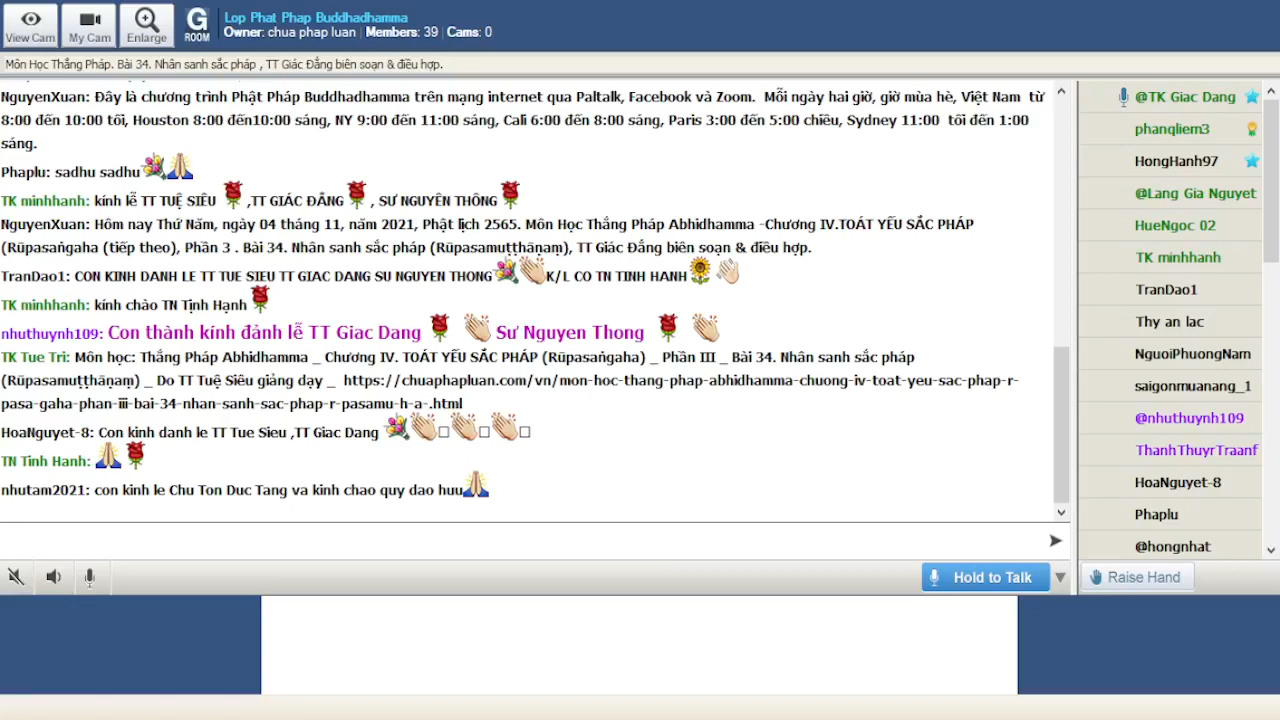 View Cam
My Cam
Enlarge
G
ROOM
Lop Phat Phap Buddhadhamma
Owner: chua phap luan | Members: 39 | Cams: 0
Môn Học Thắng Pháp. Bài 34. Nhân sanh sắc pháp , TT Giác Đẳng biên soạn & điều hợp.
NguyenXuan: Đây là chương trình Phật Pháp Buddhadhamma trên mạng internet qua Paltalk, Facebook và Zoom. Mỗi ngày hai giờ, giờ mùa hè, Việt Nam từ
8:00 đến 10:00 tối, Houston 8:00 đến10:00 sáng, NY 9:00 đến 11:00 sáng, Cali 6:00 đến 8:00 sáng, Paris 3:00 đến 5:00 chiều, Sydney 11:00 tối đến 1:00
sáng.
Phaplu: sadhu sadhu💐🙏
TK minhhanh: kính lễ TT TUỆ SIÊU 🌹,TT GIÁC ĐẲNG🌹, SƯ NGUYÊN THÔNG🌹
NguyenXuan: Hôm nay Thứ Năm, ngày 04 tháng 11, năm 2021, Phật lịch 2565. Môn Học Thắng Pháp Abhidhamma -Chương IV.TOÁT YẾU SẮC PHÁP
(Rūpasaṅgaha (tiếp theo), Phần 3 . Bài 34. Nhân sanh sắc pháp (Rūpasamuṭṭhāṇaṃ), TT Giác Đẳng biên soạn & điều hợp.
TranDao1: CON KINH DANH LE TT TUE SIEU TT GIAC DANG SU NGUYEN THONG💐👏K/L CO TN TINH HANH🌻👋
TK minhhanh: kính chào TN Tịnh Hạnh🌹
nhuthuynh109: Con thành kính đảnh lễ TT Giac Dang 🌹 👏 Sư Nguyen Thong 🌹 👏
TK Tue Tri: Môn học: Thắng Pháp Abhidhamma _ Chương IV. TOÁT YẾU SẮC PHÁP (Rūpasaṅgaha) _ Phần III _ Bài 34. Nhân sanh sắc pháp
(Rūpasamuṭṭhāṇaṃ) _ Do TT Tuệ Siêu giảng dạy _ https://chuaphapluan.com/vn/mon-hoc-thang-phap-abhidhamma-chuong-iv-toat-yeu-sac-phap-r-
pasa-gaha-phan-iii-bai-34-nhan-sanh-sac-phap-r-pasamu-h-a-.html
HoaNguyet-8: Con kinh danh le TT Tue Sieu ,TT Giac Dang 💐👏□👏□👏□
TN Tinh Hanh: 🙏🌹
nhutam2021: con kinh le Chu Ton Duc Tang va kinh chao quy dao huu🙏
Hold to Talk
@TK Giac Dang
phanqliem3
HongHanh97
@Lang Gia Nguyet
HueNgoc 02
TK minhhanh
TranDao1
Thy an lac
NguoiPhuongNam
saigonmuanang_1
@nhuthuynh109
ThanhThuyrTraanf
HoaNguyet-8
Phaplu
@hongnhat
Raise Hand